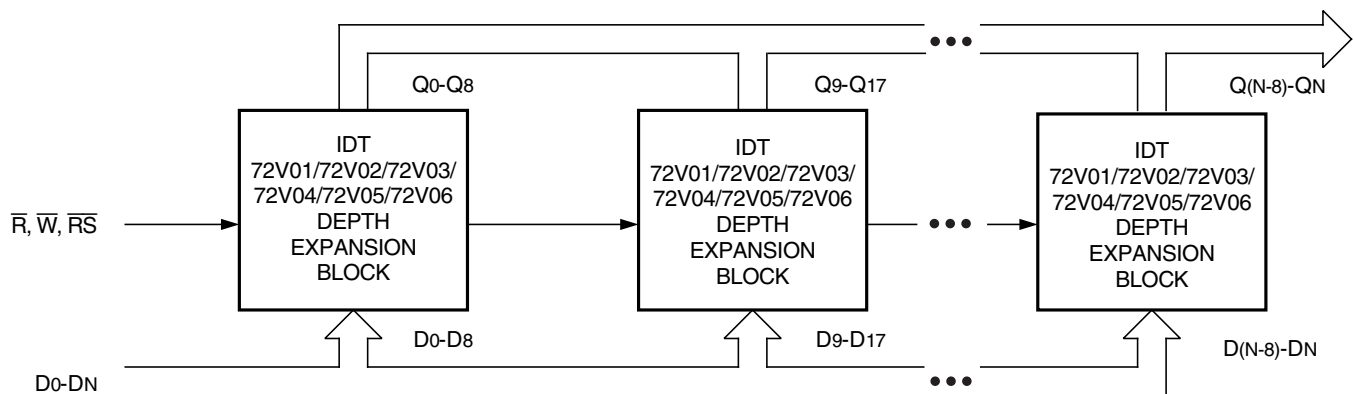 Q0-Q8
Q9-Q17
Q(N-8)-QN
IDT
72V01/72V02/72V03/
72V04/72V05/72V06
DEPTH
EXPANSION
BLOCK
IDT
72V01/72V02/72V03/
72V04/72V05/72V06
DEPTH
EXPANSION
BLOCK
IDT
72V01/72V02/72V03/
72V04/72V05/72V06
DEPTH
EXPANSION
BLOCK
R̅, W̅, R̅S̅
D0-D8
D9-D17
D(N-8)-DN
D0-DN